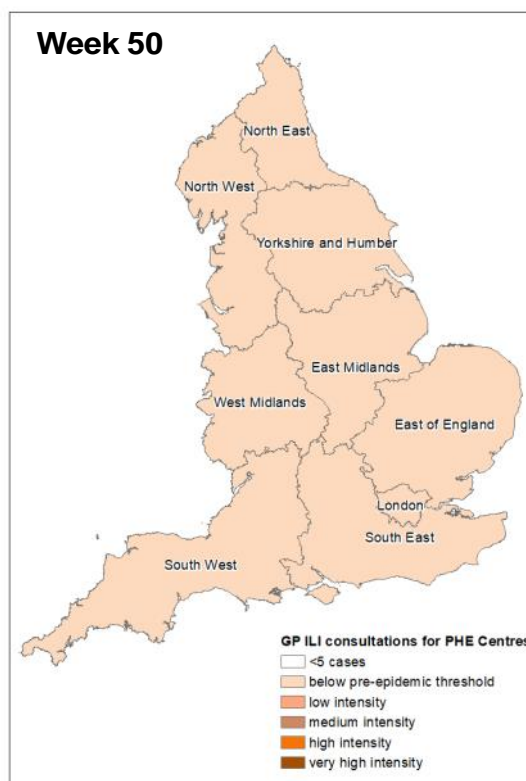 Week 50
North East
North West
Yorkshire and Humber
East Midlands
West Midlands
East of England
London
South East
South West
GP ILI consultations for PHE Centres
<5 cases
below pre-epidemic threshold
low intensity
medium intensity
high intensity
very high intensity